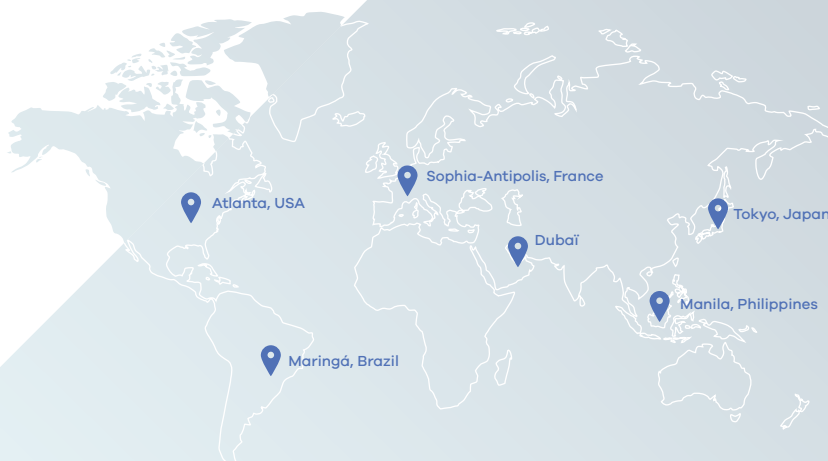 Sophia-Antipolis, France
Atlanta, USA
Tokyo, Japan
Dubaï
Manila, Philippines
Maringá, Brazil